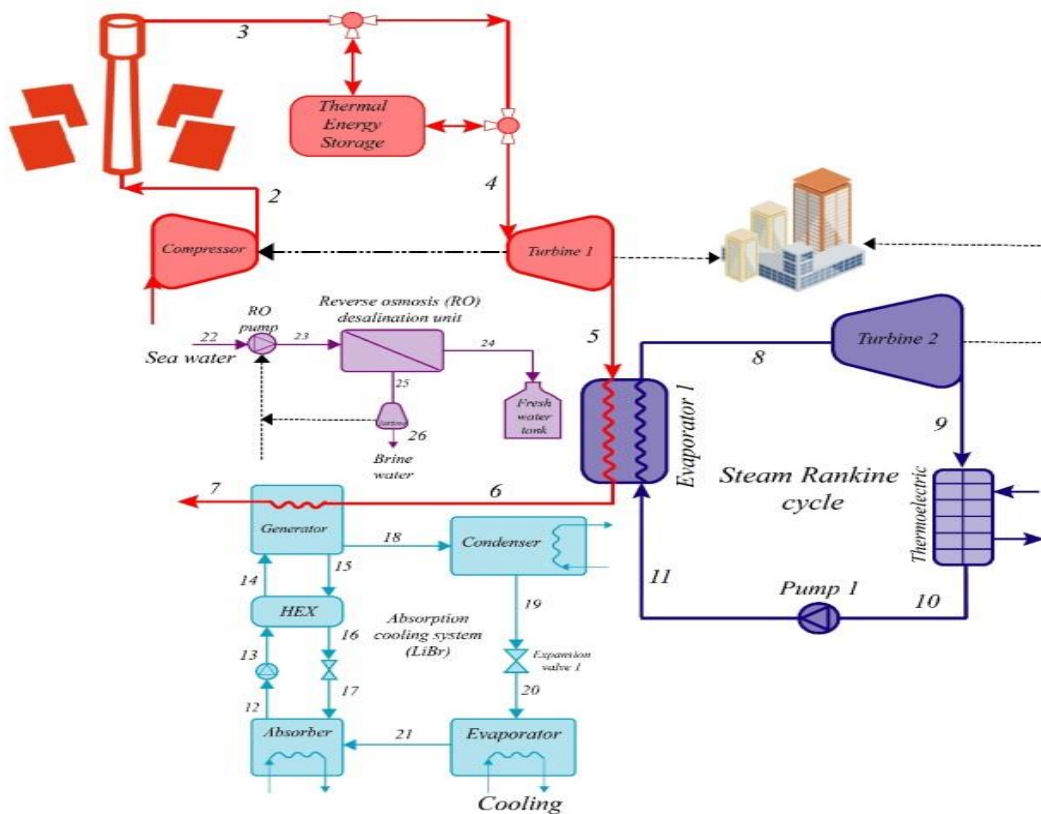 3
Thermal
Energy
Storage
2
4
Compressor
Turbine 1
Reverse osmosis (RO)
desalination unit
RO
pump
22
23
24
Sea water
25
Fresh
water
tank
26
Brine
water
5
8
Turbine 2
Evaporator 1
9
Steam Rankine
cycle
Thermoelectric
7
6
Generator
18
Condenser
11
Pump 1
10
14
15
HEX
16
19
Absorption
cooling system
(LiBr)
13
Expansion
valve 1
17
20
12
Absorber
21
Evaporator
Cooling